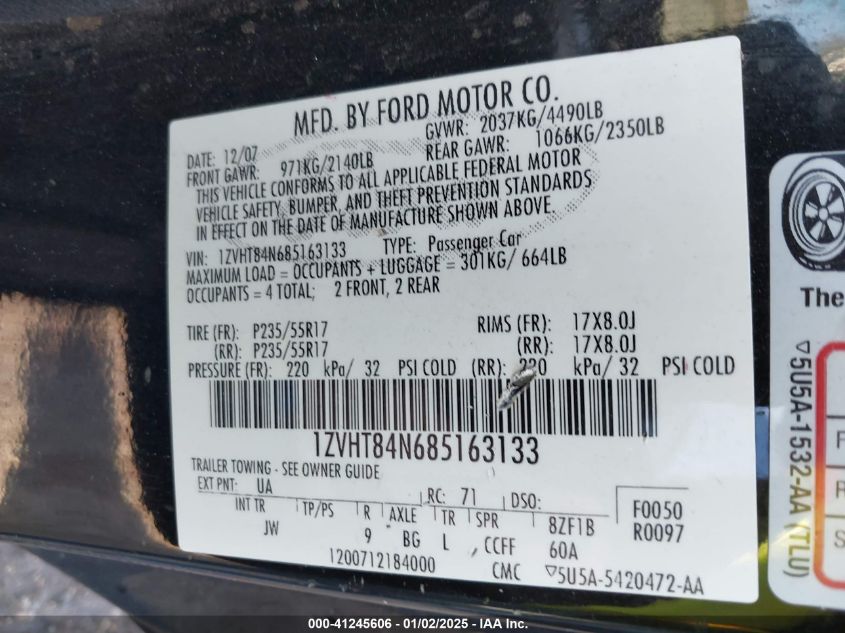 MFD. BY FORD MOTOR CO.
DATE: 12/07 GVWR: 2037KG/4490LB
FRONT GAWR: 971KG/2140LB REAR GAWR: 1066KG/2350LB
THIS VEHICLE CONFORMS TO ALL APPLICABLE FEDERAL MOTOR
VEHICLE SAFETY, BUMPER, AND THEFT PREVENTION STANDARDS
IN EFFECT ON THE DATE OF MANUFACTURE SHOWN ABOVE.
VIN: 1ZVHT84N685163133 TYPE: Passenger Car
MAXIMUM LOAD = OCCUPANTS + LUGGAGE = 301KG/ 664LB
OCCUPANTS = 4 TOTAL; 2 FRONT, 2 REAR
TIRE (FR): P235/55R17 RIMS (FR): 17X8.0J
(RR): P235/55R17 (RR): 17X8.0J
PRESSURE (FR): 220 kPa/ 32 PSI COLD (RR): 220 kPa/ 32 PSI COLD
1ZVHT84N685163133
TRAILER TOWING - SEE OWNER GUIDE
EXT PNT: UA RC: 71 DSO: F0050
INT TR TP/PS R AXLE TR SPR 8ZF1B R0097
JW 9 BG L CCFF 60A
1200712184000 CMC 5U5A-5420472-AA
The
5U5A-1532-AA (TLU)
F
R
S
000-41245606 - 01/02/2025 - IAA Inc.